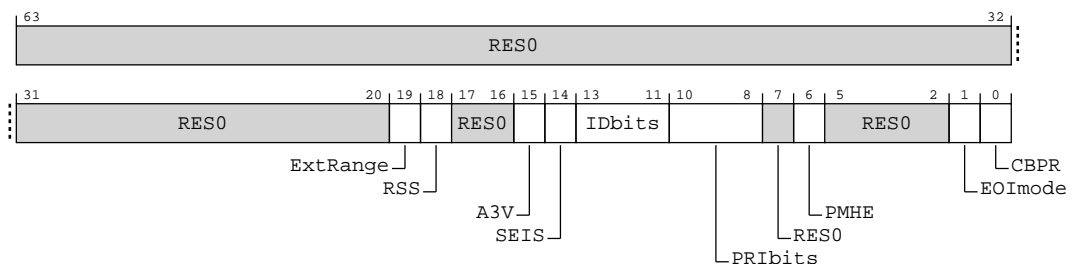 63 32
RES0
31 20 19 18 17 16 15 14 13 11 10 8 7 6 5 2 1 0
RES0 RES0 IDbits RES0
ExtRange CBPR
RSS EOImode
A3V PMHE
SEIS RES0
PRIbits